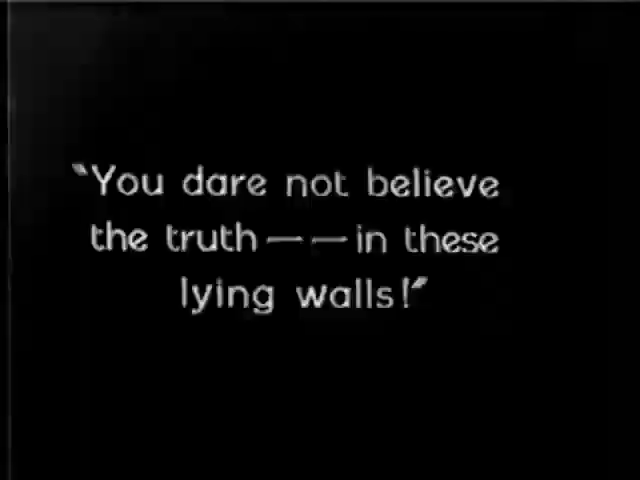 "You dare not believe
the truth — — in these
lying walls!"